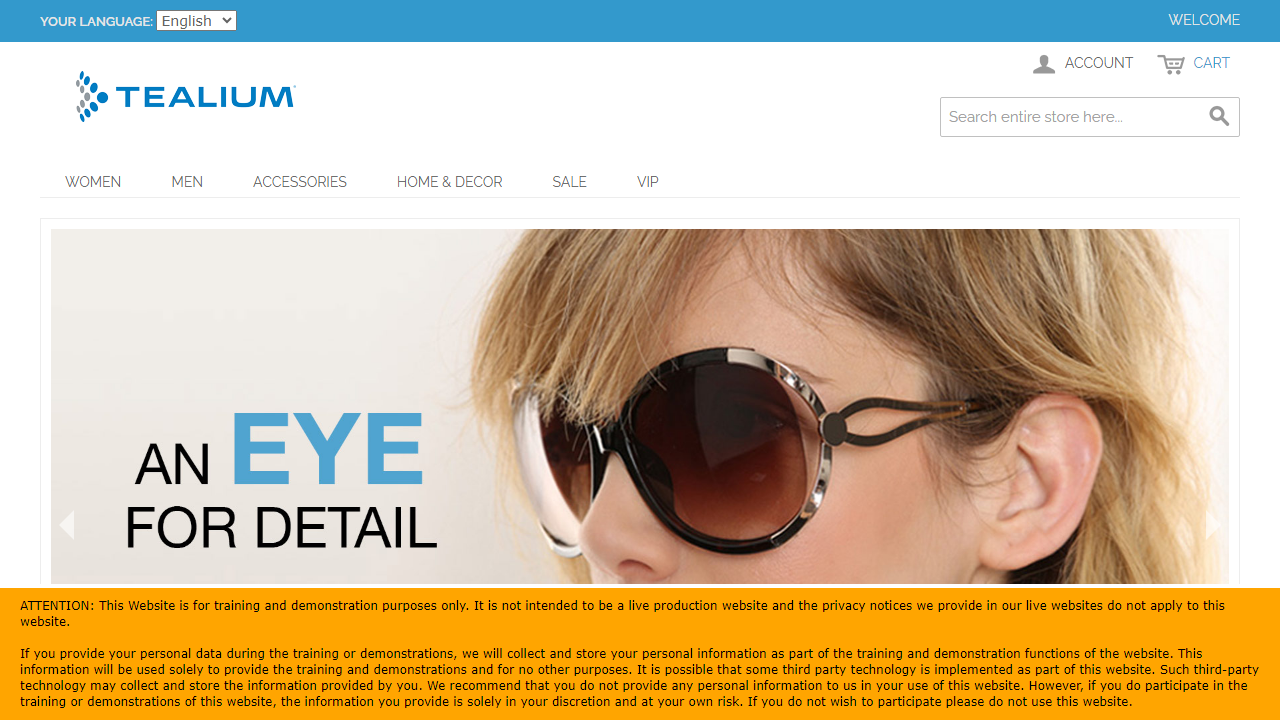 YOUR LANGUAGE: English
WELCOME
ACCOUNT
CART
TEALIUM
Search entire store here...
WOMEN
MEN
ACCESSORIES
HOME & DECOR
SALE
VIP
AN EYE
FOR DETAIL
ATTENTION: This Website is for training and demonstration purposes only. It is not intended to be a live production website and the privacy notices we provide in our live websites do not apply to this
website.
If you provide your personal data during the training or demonstrations, we will collect and store your personal information as part of the training and demonstration functions of the website. This
information will be used solely to provide the training and demonstrations and for no other purposes. It is possible that some third party technology is implemented as part of this website. Such third-party
technology may collect and store the information provided by you. We recommend that you do not provide any personal information to us in your use of this website. However, if you do participate in the
training or demonstrations of this website, the information you provide is solely in your discretion and at your own risk. If you do not wish to participate please do not use this website.